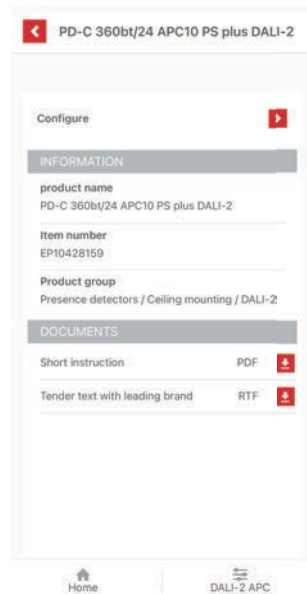 PD-C 360bt/24 APC10 PS plus DALI-2
Configure
INFORMATION
product name
PD-C 360bt/24 APC10 PS plus DALI-2
Item number
EP10428159
Product group
Presence detectors / Ceiling mounting / DALI-2
DOCUMENTS
Short instruction PDF
Tender text with leading brand RTF
Home DALI-2 APC